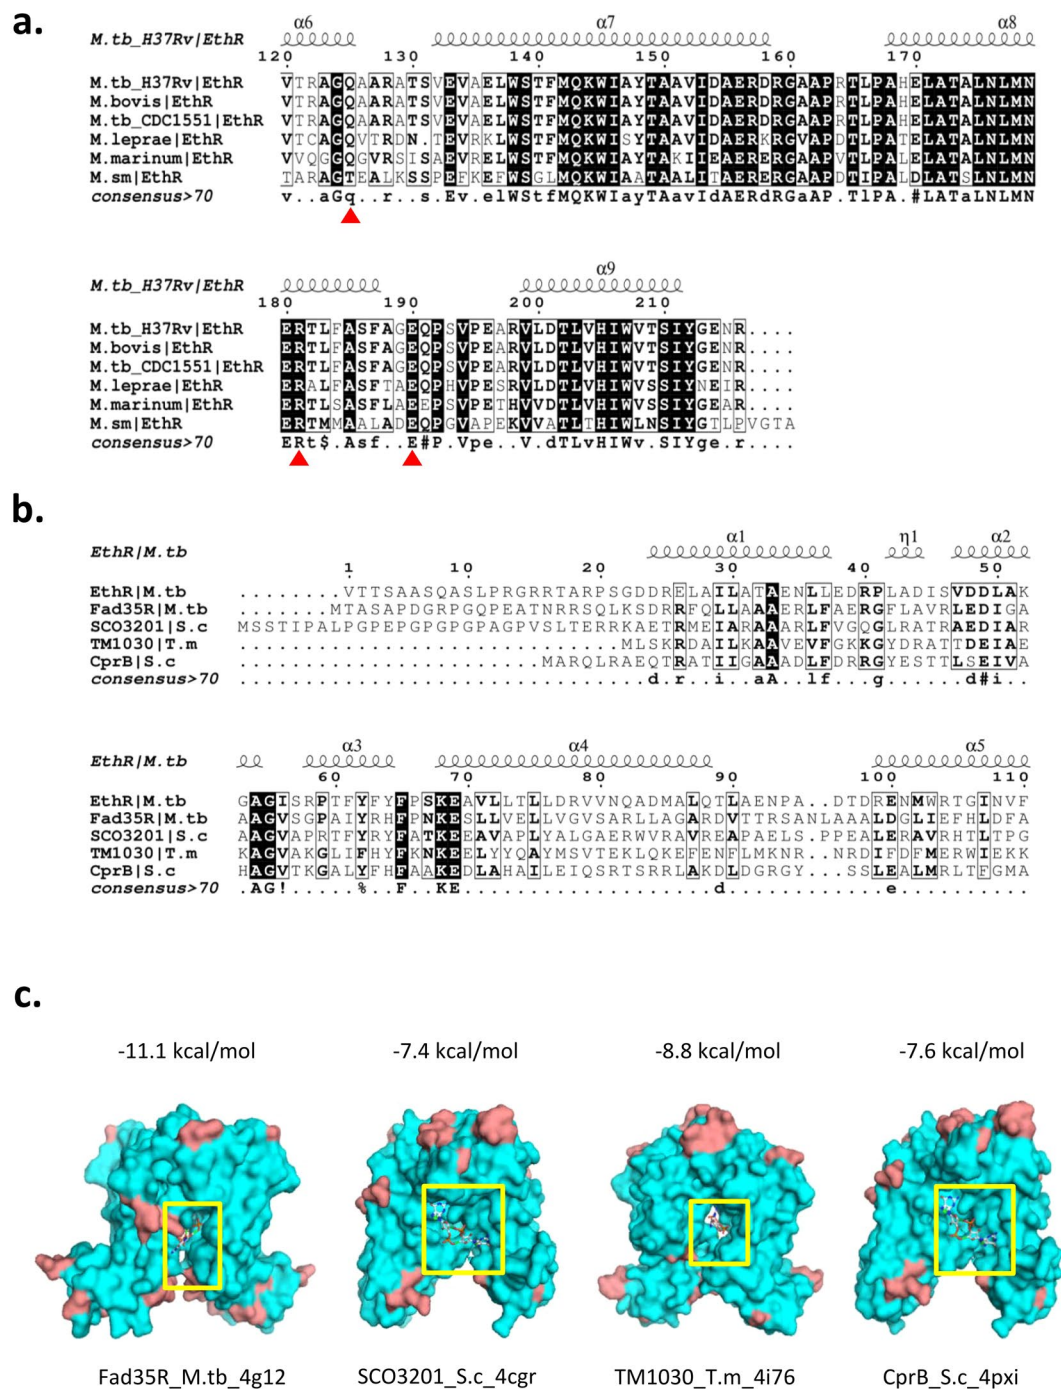 a.
α6 α7 α8
M.tb_H37Rv|EthR
120 130 140 150 160 170
M.tb_H37Rv|EthR VTRAGQAARATSVEVAELWSTFMQKWIAYTAAVIDAERDRGAAPRTLPAHELATALNLMN
M.bovis|EthR VTRAGQAARATSVEVAELWSTFMQKWIAYTAAVIDAERDRGAAPRTLPAHELATALNLMN
M.tb_CDC1551|EthR VTRAGQAARATSVEVAELWSTFMQKWIAYTAAVIDAERDRGAAPRTLPAHELATALNLMN
M.leprae|EthR VTCAGQVTRDN.TEVRKLWSTFMQKWISYTAAVIDAERKRGVAPRTLPAHELATALNLMN
M.marinum|EthR VVQGGQGVRSISAEVRELWSTFMQKWIAYTAKIIEAERERGAAPVTLPALELATALNLMN
M.sm|EthR TARAGTEALKSSPEFKEFWSGLMQKWIAATAALITAERERGAAPDTIPALDLATSLNLMN
consensus>70 v..aGq..r..s.Ev.elWStfMQKWIayTAavIdAERdRGaAP.TlPA.#LATaLNLMN
α9
M.tb_H37Rv|EthR
180 190 200 210
M.tb_H37Rv|EthR ERTLFASFAGEQPSVPEARVLDTLVHIWVTSIYGENR....
M.bovis|EthR ERTLFASFAGEQPSVPEARVLDTLVHIWVTSIYGENR....
M.tb_CDC1551|EthR ERTLFASFAGEQPSVPEARVLDTLVHIWVTSIYGENR....
M.leprae|EthR ERALFASFTAEQPHVPESRVLDTLVHIWVSSIYNEIR....
M.marinum|EthR ERTLSASFLAEEPSVPETHVVDTLVHIWVSSIYGEAR....
M.sm|EthR ERTMMAALADEQPGVAPEKVVATLTHIWLNSIYGTLPVGTA
consensus>70 ERt$.Asf..E#P.Vpe..V.dTLvHIWv.SIYge.r....
b.
α1 η1 α2
EthR|M.tb
1 10 20 30 40 50
EthR|M.tb ........VTTSAASQASLPRGRRTARPSGDDRELAILATAENLLEDRPLADISVDDLAK
Fad35R|M.tb .......MTASAPDGRPGQPEATNRRSQLKSDRRFQLLAAAERLFAERGFLAVRLEDIGA
SCO3201|S.c MSSTIPALPGPEPGPGPGAPGVPVSLTERRKAETRMEIARAAARLFVGQGLRATRAEDIAR
TM1030|T.m ...............................MLSKRDAILKAAVEVFGKKGYDRATTDEIAE
CprB|S.c .......................MARQLRAEQTRATIIGAAADLFDRRGYESTTLSEIVA
consensus>70 ...............................d.r..i..aA..lf....g......d#i..
α3 α4 α5
EthR|M.tb
60 70 80 90 100 110
EthR|M.tb GAGISRPTFYFYFPSKEAVLLTLLDRVVNQADMALQTLAENPA..DTDRENMWRTGINVF
Fad35R|M.tb AAGVSGPAIYRHFPNKESLLVELLVGVSARLLAGARDVTTRSANLAAALDGLIEFHLDFA
SCO3201|S.c AAGVAPRTFYRYFATKEEAVAPLYALGAERWVRAVREAPAELS..PPEALERAVRHTLTPG
TM1030|T.m KAGVAKGLIFHYFKNKEELYYQAYMSVTEKLQKEFENFLMKNR..NRDIFDFMERWIEKK
CprB|S.c HAGVTKGALYFHFAAKEDLAHAILEIQSRTSRRLAKDLDGRGY...SSLEALMRLTFGMA
consensus>70 .AG!.......%..F..KE...................d............e..........
c.
-11.1 kcal/mol -7.4 kcal/mol -8.8 kcal/mol -7.6 kcal/mol
Fad35R_M.tb_4g12 SCO3201_S.c_4cgr TM1030_T.m_4i76 CprB_S.c_4pxi